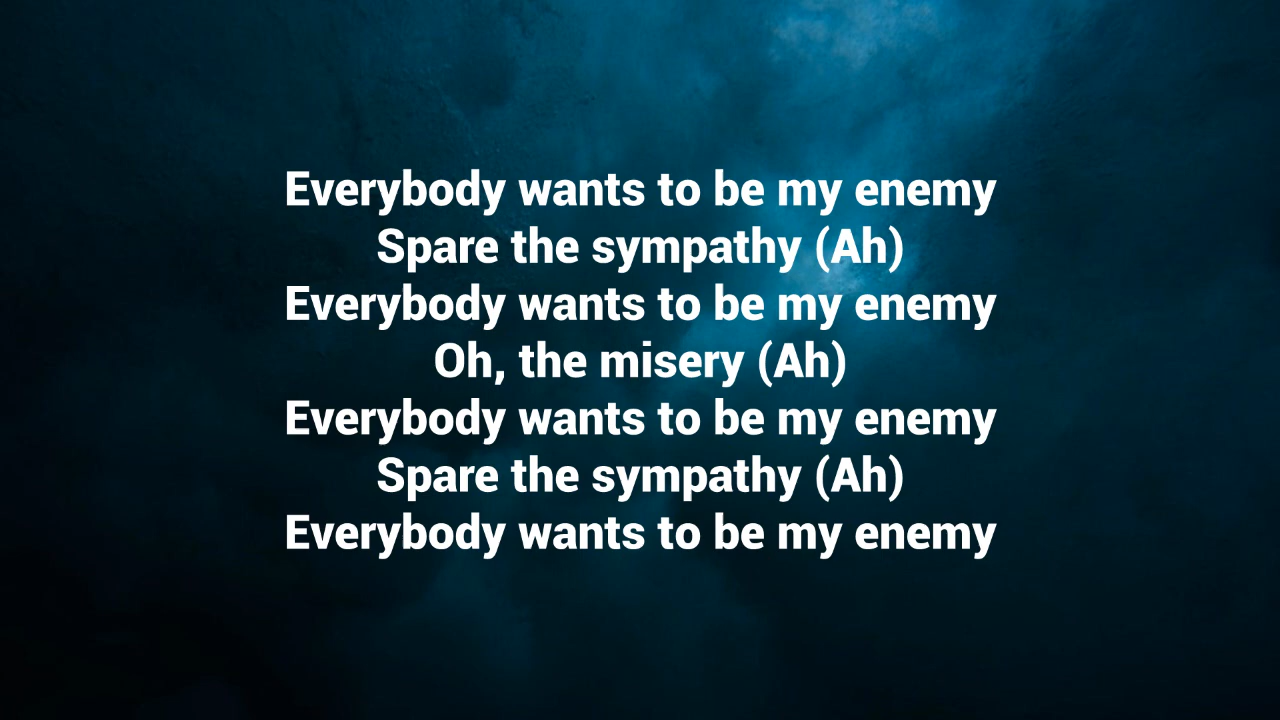 Everybody wants to be my enemy
Spare the sympathy (Ah)
Everybody wants to be my enemy
Oh, the misery (Ah)
Everybody wants to be my enemy
Spare the sympathy (Ah)
Everybody wants to be my enemy